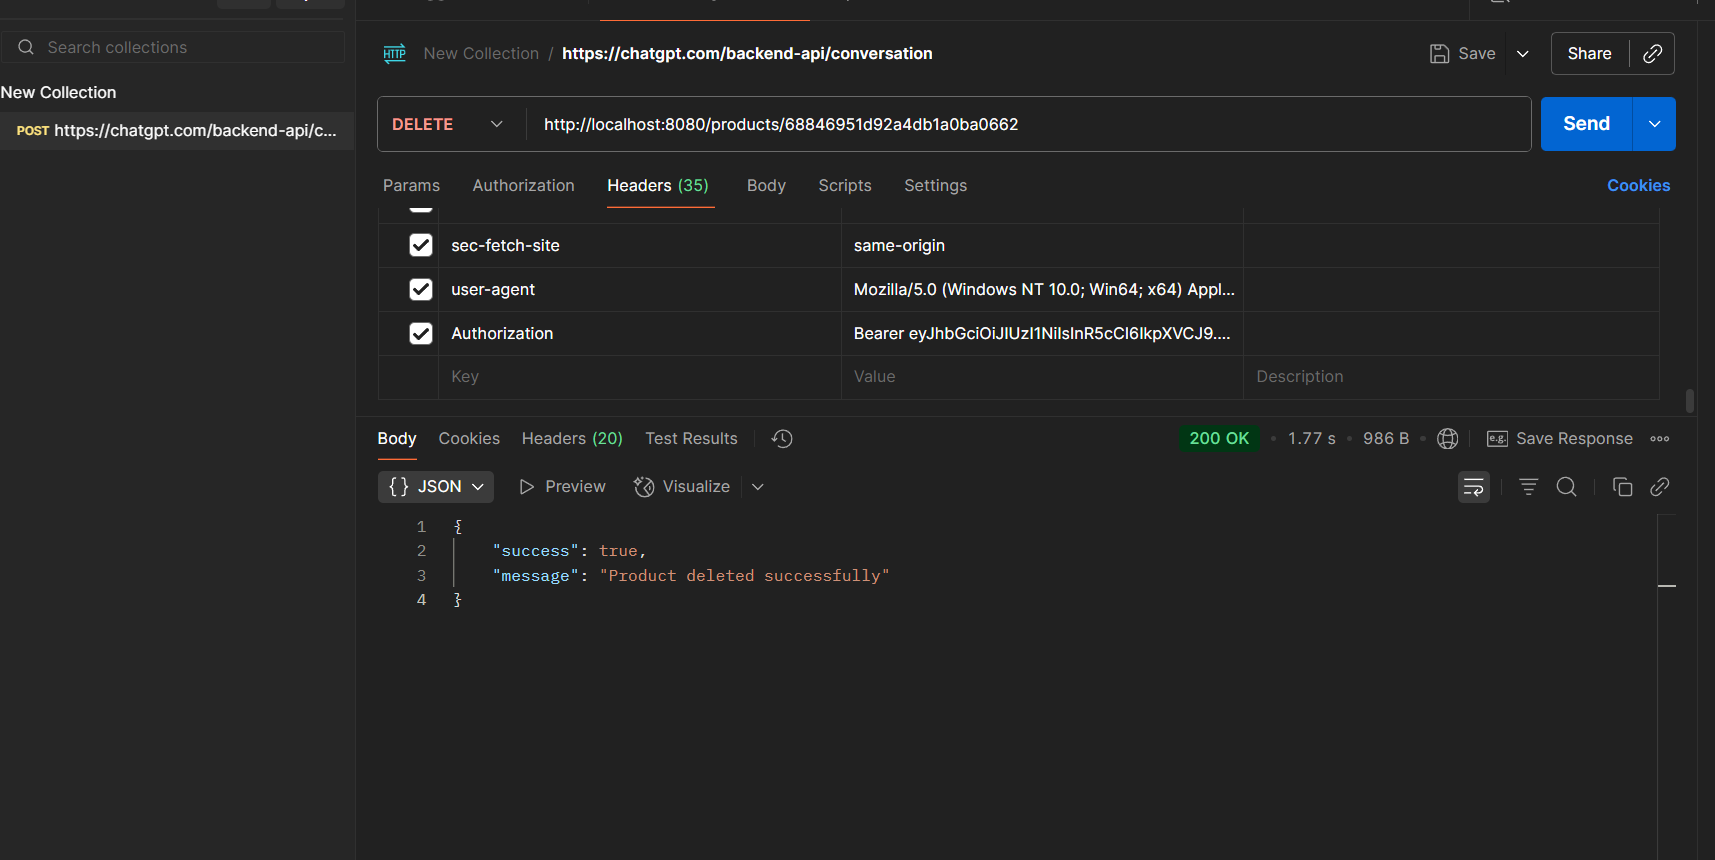 Search collections
New Collection
POST https://chatgpt.com/backend-api/c...
HTTP New Collection / https://chatgpt.com/backend-api/conversation
Save
Share
DELETE http://localhost:8080/products/68846951d92a4db1a0ba0662
Send
Params Authorization Headers (35) Body Scripts Settings Cookies
sec-fetch-site same-origin
user-agent Mozilla/5.0 (Windows NT 10.0; Win64; x64) Appl...
Authorization Bearer eyJhbGciOiJIUzI1NiIsInR5cCI6IkpXVCJ9....
Key Value Description
Body Cookies Headers (20) Test Results 200 OK • 1.77 s • 986 B • e.g. Save Response
{} JSON Preview Visualize
1 {
2 "success": true,
3 "message": "Product deleted successfully"
4 }